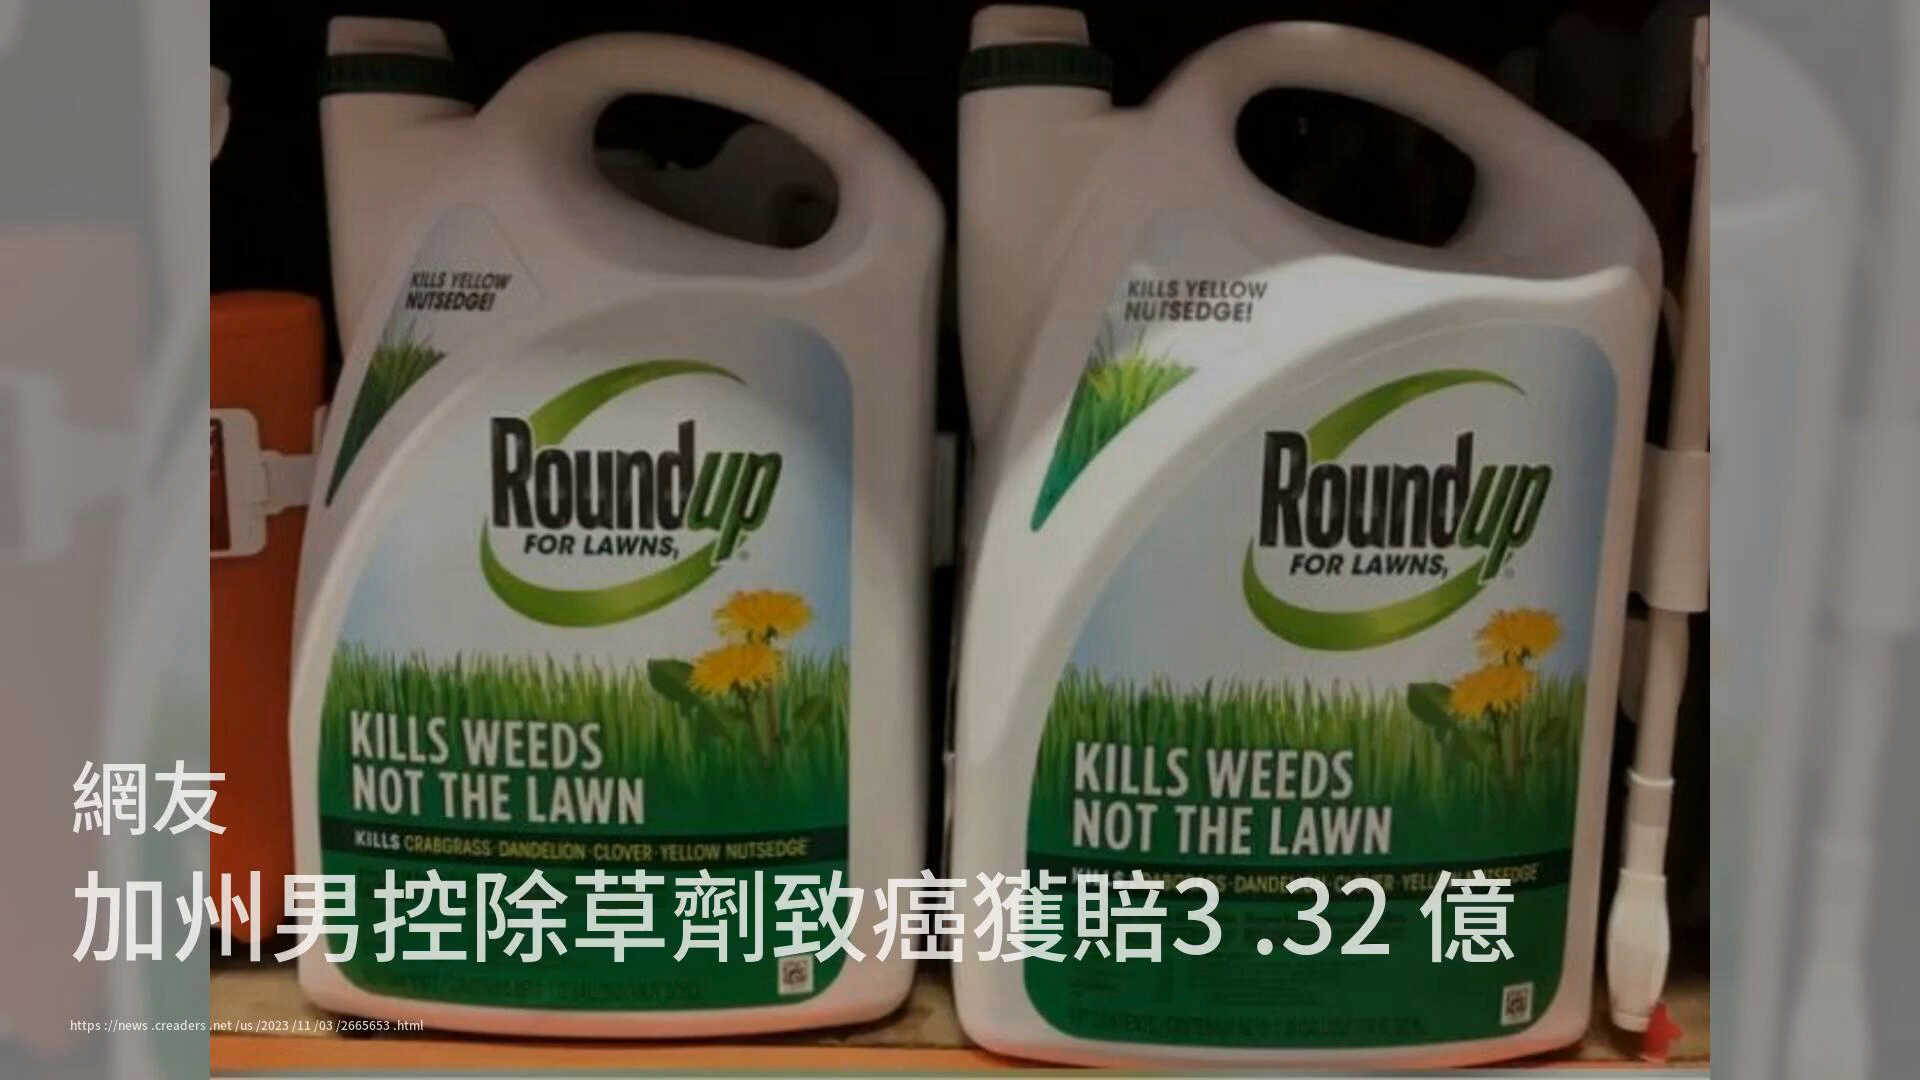 KILLS YELLOW
NUTSEDGE!
Roundup
FOR LAWNS,
KILLS WEEDS
NOT THE LAWN
KILLS CRABGRASS·DANDELION·CLOVER·YELLOW NUTSEDGE
KILLS YELLOW
NUTSEDGE!
Roundup
FOR LAWNS,
KILLS WEEDS
NOT THE LAWN
網友
加州男控除草劑致癌獲賠3 .32 億
https ://news .creaders .net /us /2023 /11 /03 /2665653 .html